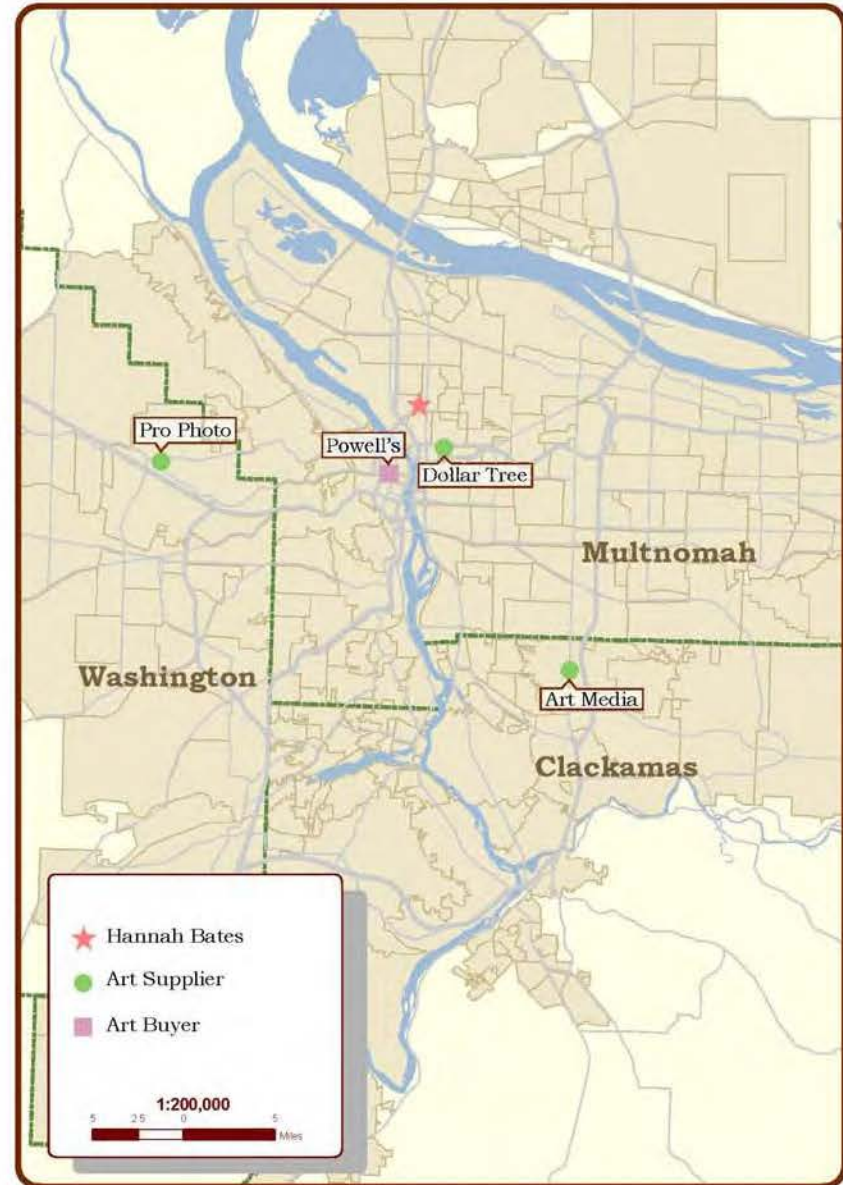 Pro Photo
Powell's
Dollar Tree
Multnomah
Washington
Art Media
Clackamas
Hannah Bates
Art Supplier
Art Buyer
1:200,000
5 2.5 0 5
Miles